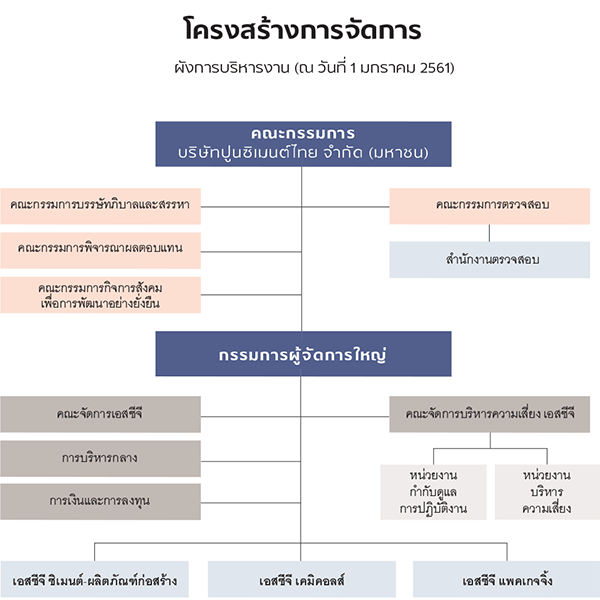 โครงสร้างการจัดการ
ผังการบริหารงาน (ณ วันที่ 1 มกราคม 2561)
คณะกรรมการ
บริษัทปูนซิเมนต์ไทย จำกัด (มหาชน)
คณะกรรมการบรรษัทภิบาลและสรรหา
คณะกรรมการตรวจสอบ
คณะกรรมการพิจารณาผลตอบแทน
สำนักงานตรวจสอบ
คณะกรรมการกิจการสังคม
เพื่อการพัฒนาอย่างยั่งยืน
กรรมการผู้จัดการใหญ่
คณะจัดการเอสซีจี
คณะจัดการบริหารความเสี่ยง เอสซีจี
การบริหารกลาง
การเงินและการลงทุน
หน่วยงาน
กำกับดูแล
การปฏิบัติงาน
หน่วยงาน
บริหาร
ความเสี่ยง
เอสซีจี ซิเมนต์-ผลิตภัณฑ์ก่อสร้าง
เอสซีจี เคมิคอลส์
เอสซีจี แพคเกจจิ้ง